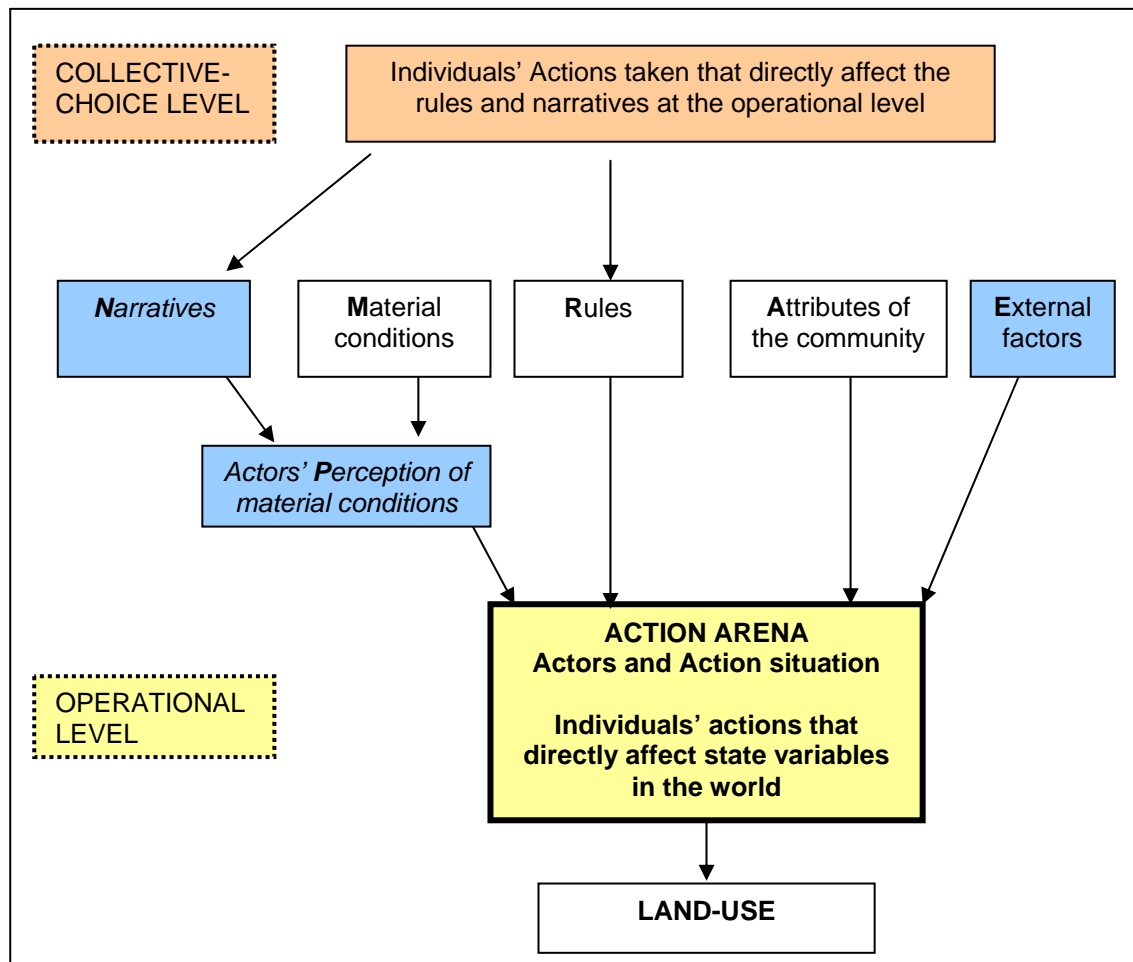 COLLECTIVE-
CHOICE LEVEL
Individuals’ Actions taken that directly affect the
rules and narratives at the operational level
Narratives
Material
conditions
Rules
Attributes of
the community
External
factors
Actors’ Perception of
material conditions
ACTION ARENA
Actors and Action situation
Individuals’ actions that
directly affect state variables
in the world
OPERATIONAL
LEVEL
LAND-USE